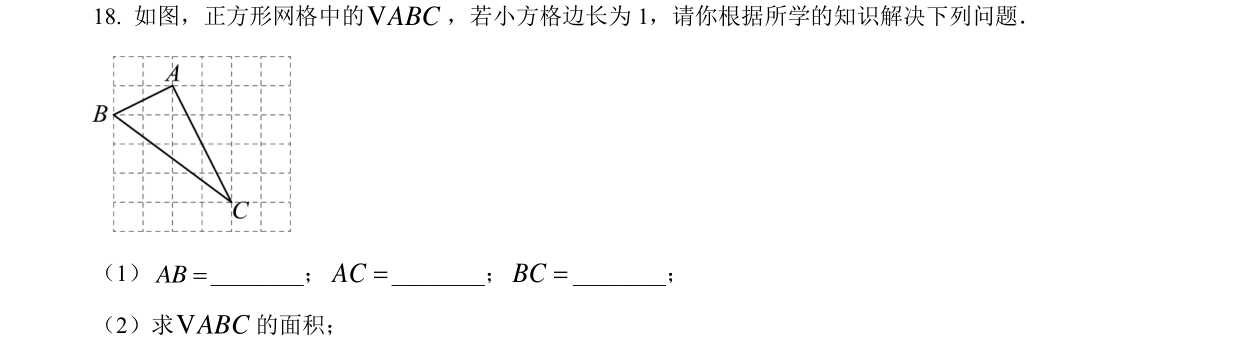 18. 如图，正方形网格中的VABC，若小方格边长为 1，请你根据所学的知识解决下列问题．
A
B
C
（1）AB =________；AC =________；BC =________；
（2）求VABC 的面积；